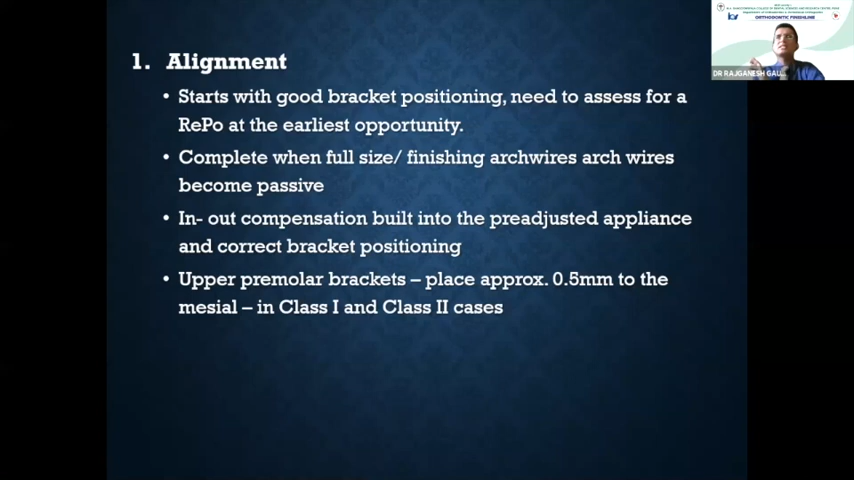 1. Alignment
• Starts with good bracket positioning, need to assess for a
RePo at the earliest opportunity.
• Complete when full size/ finishing archwires arch wires
become passive
• In- out compensation built into the preadjusted appliance
and correct bracket positioning
• Upper premolar brackets – place approx. 0.5mm to the
mesial – in Class I and Class II cases
ORTHODONTIC FINISHLINE
DR RAJGANESH GAU...